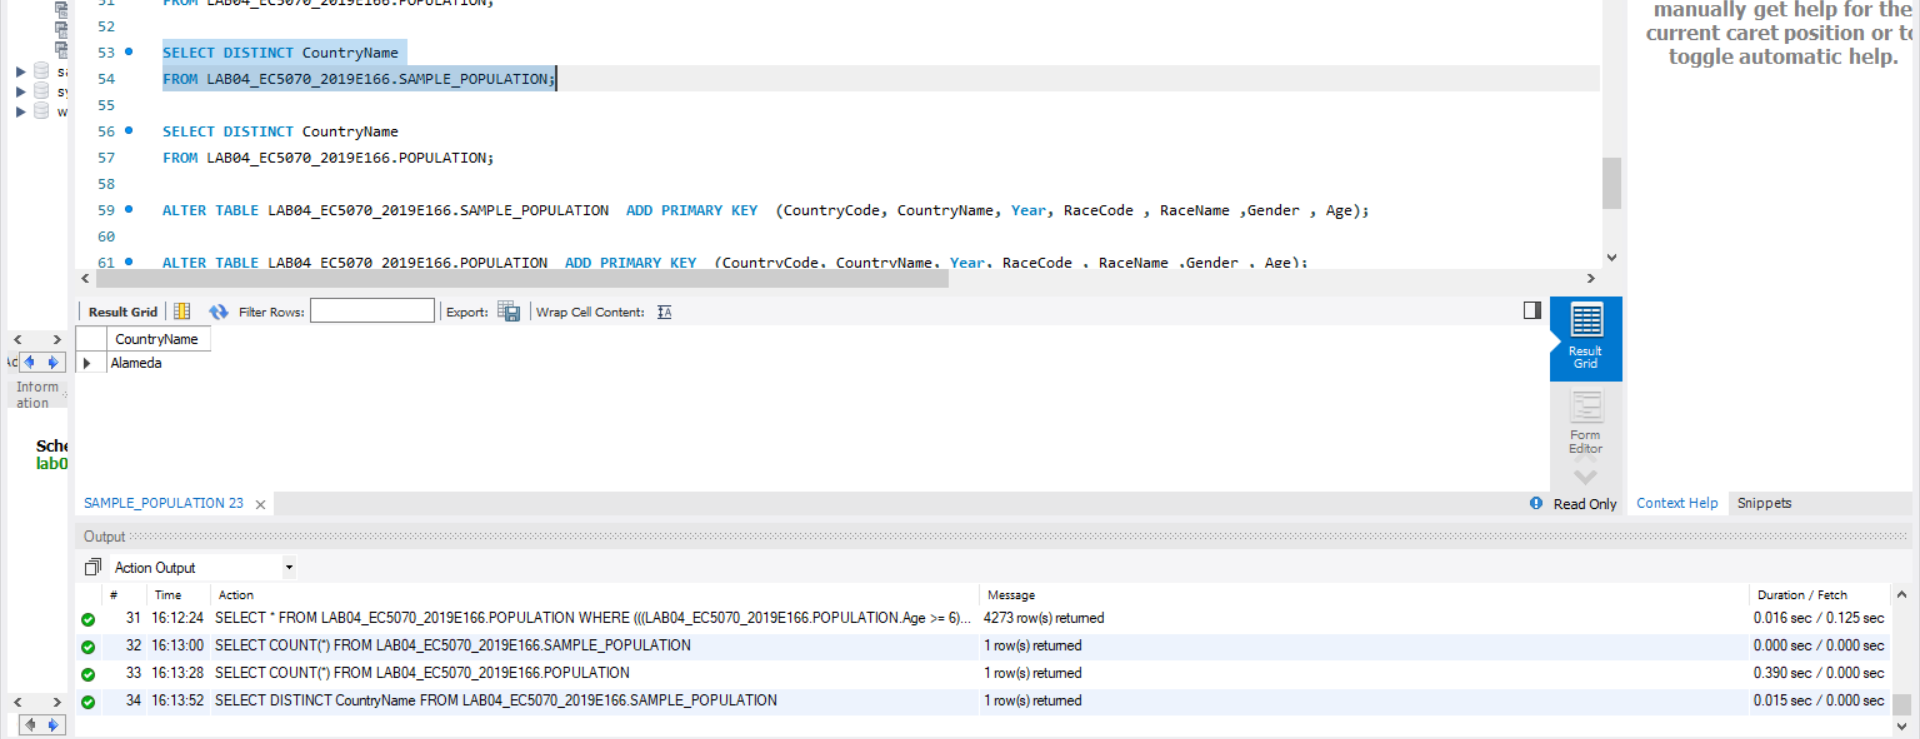 51 FROM LAB04_EC5070_2019E166.POPULATION;
52
53 SELECT DISTINCT CountryName
54 FROM LAB04_EC5070_2019E166.SAMPLE_POPULATION;
55
56 SELECT DISTINCT CountryName
57 FROM LAB04_EC5070_2019E166.POPULATION;
58
59 ALTER TABLE LAB04_EC5070_2019E166.SAMPLE_POPULATION ADD PRIMARY KEY (CountryCode, CountryName, Year, RaceCode , RaceName ,Gender , Age);
60
61 ALTER TABLE LAB04_EC5070_2019E166.POPULATION ADD PRIMARY KEY (CountryCode, CountryName, Year, RaceCode , RaceName ,Gender , Age);
manually get help for the
current caret position or to
toggle automatic help.
sa
sy
w
Ac
Inform
ation
Sche
lab0
Result Grid Filter Rows: Export: Wrap Cell Content:
CountryName
Alameda
Result
Grid
Form
Editor
SAMPLE_POPULATION 23 Read Only
Context Help Snippets
Output
Action Output
# Time Action Message Duration / Fetch
31 16:12:24 SELECT * FROM LAB04_EC5070_2019E166.POPULATION WHERE (((LAB04_EC5070_2019E166.POPULATION.Age >= 6)... 4273 row(s) returned 0.016 sec / 0.125 sec
32 16:13:00 SELECT COUNT(*) FROM LAB04_EC5070_2019E166.SAMPLE_POPULATION 1 row(s) returned 0.000 sec / 0.000 sec
33 16:13:28 SELECT COUNT(*) FROM LAB04_EC5070_2019E166.POPULATION 1 row(s) returned 0.390 sec / 0.000 sec
34 16:13:52 SELECT DISTINCT CountryName FROM LAB04_EC5070_2019E166.SAMPLE_POPULATION 1 row(s) returned 0.015 sec / 0.000 sec